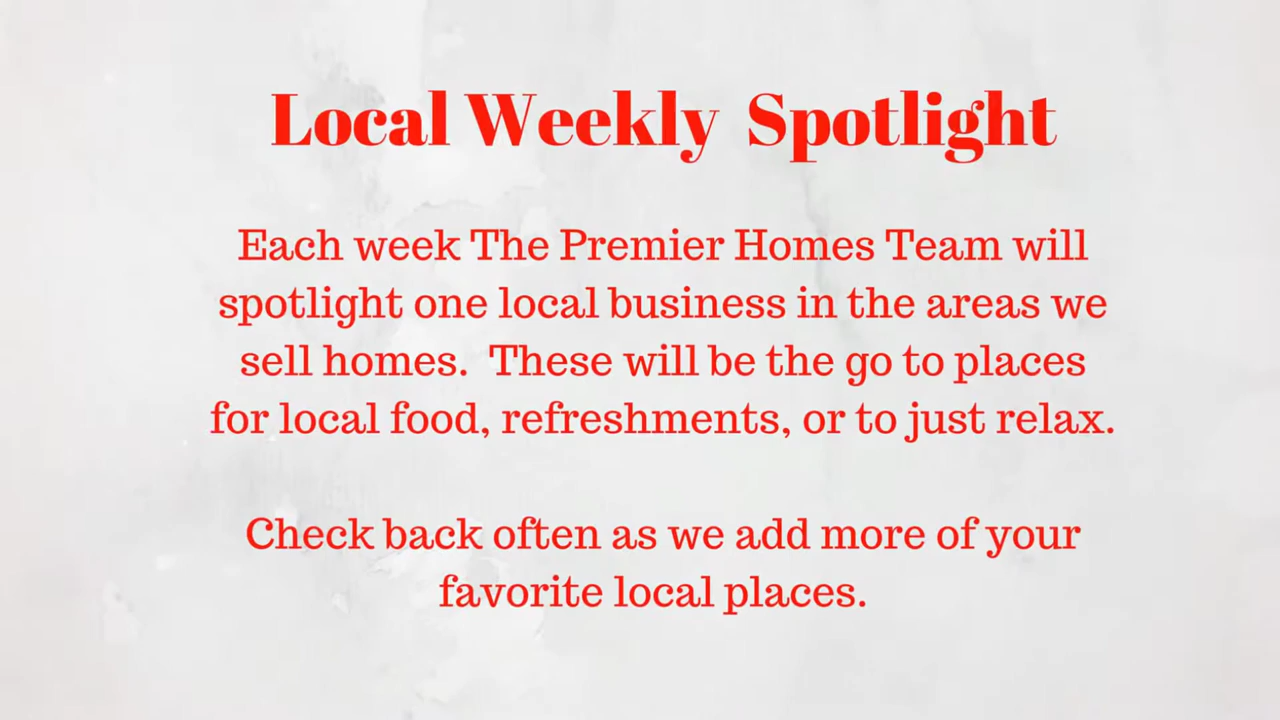 Local Weekly  Spotlight
Each week The Premier Homes Team will
spotlight one local business in the areas we
sell homes.  These will be the go to places
for local food, refreshments, or to just relax.
Check back often as we add more of your
favorite local places.